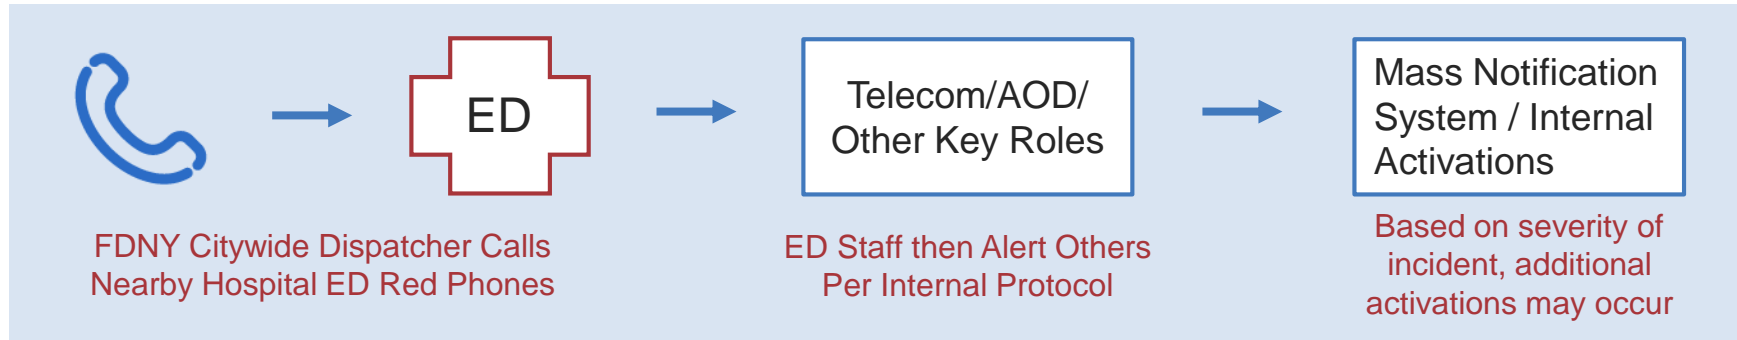 ED
FDNY Citywide Dispatcher Calls
Nearby Hospital ED Red Phones
Telecom/AOD/
Other Key Roles
ED Staff then Alert Others
Per Internal Protocol
Mass Notification
System / Internal
Activations
Based on severity of
incident, additional
activations may occur